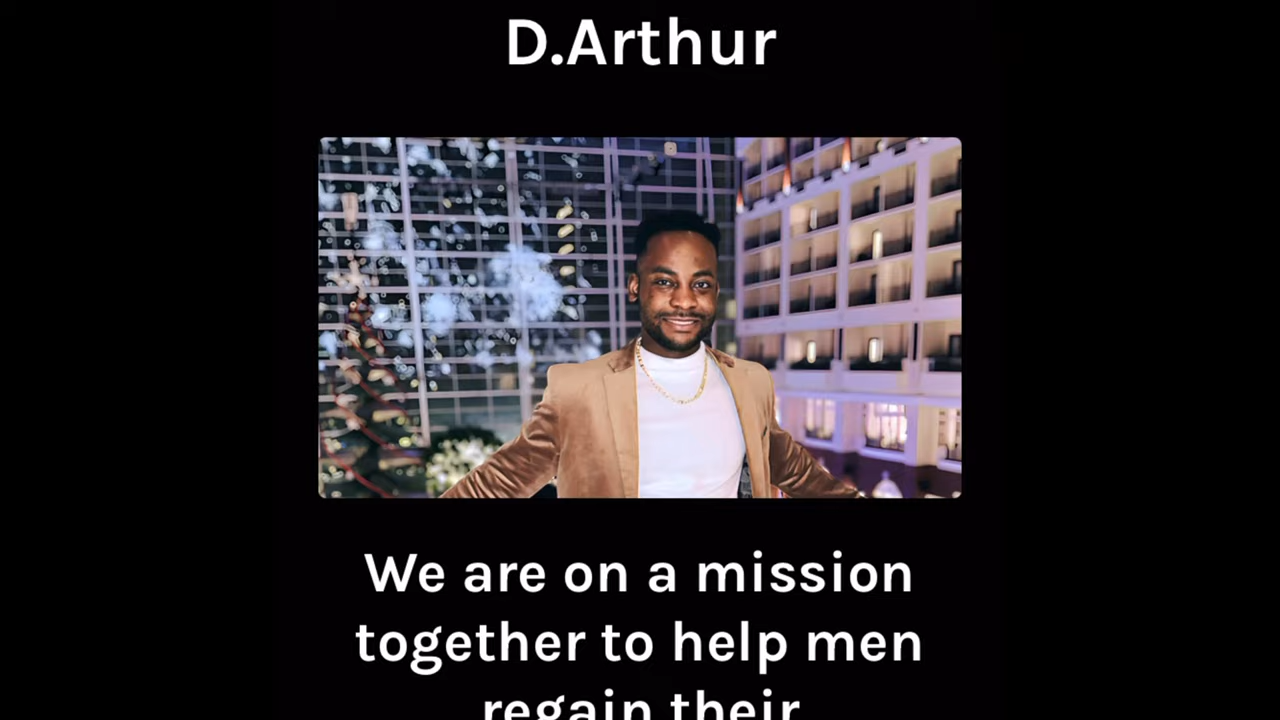 D.Arthur
We are on a mission
together to help men
regain their